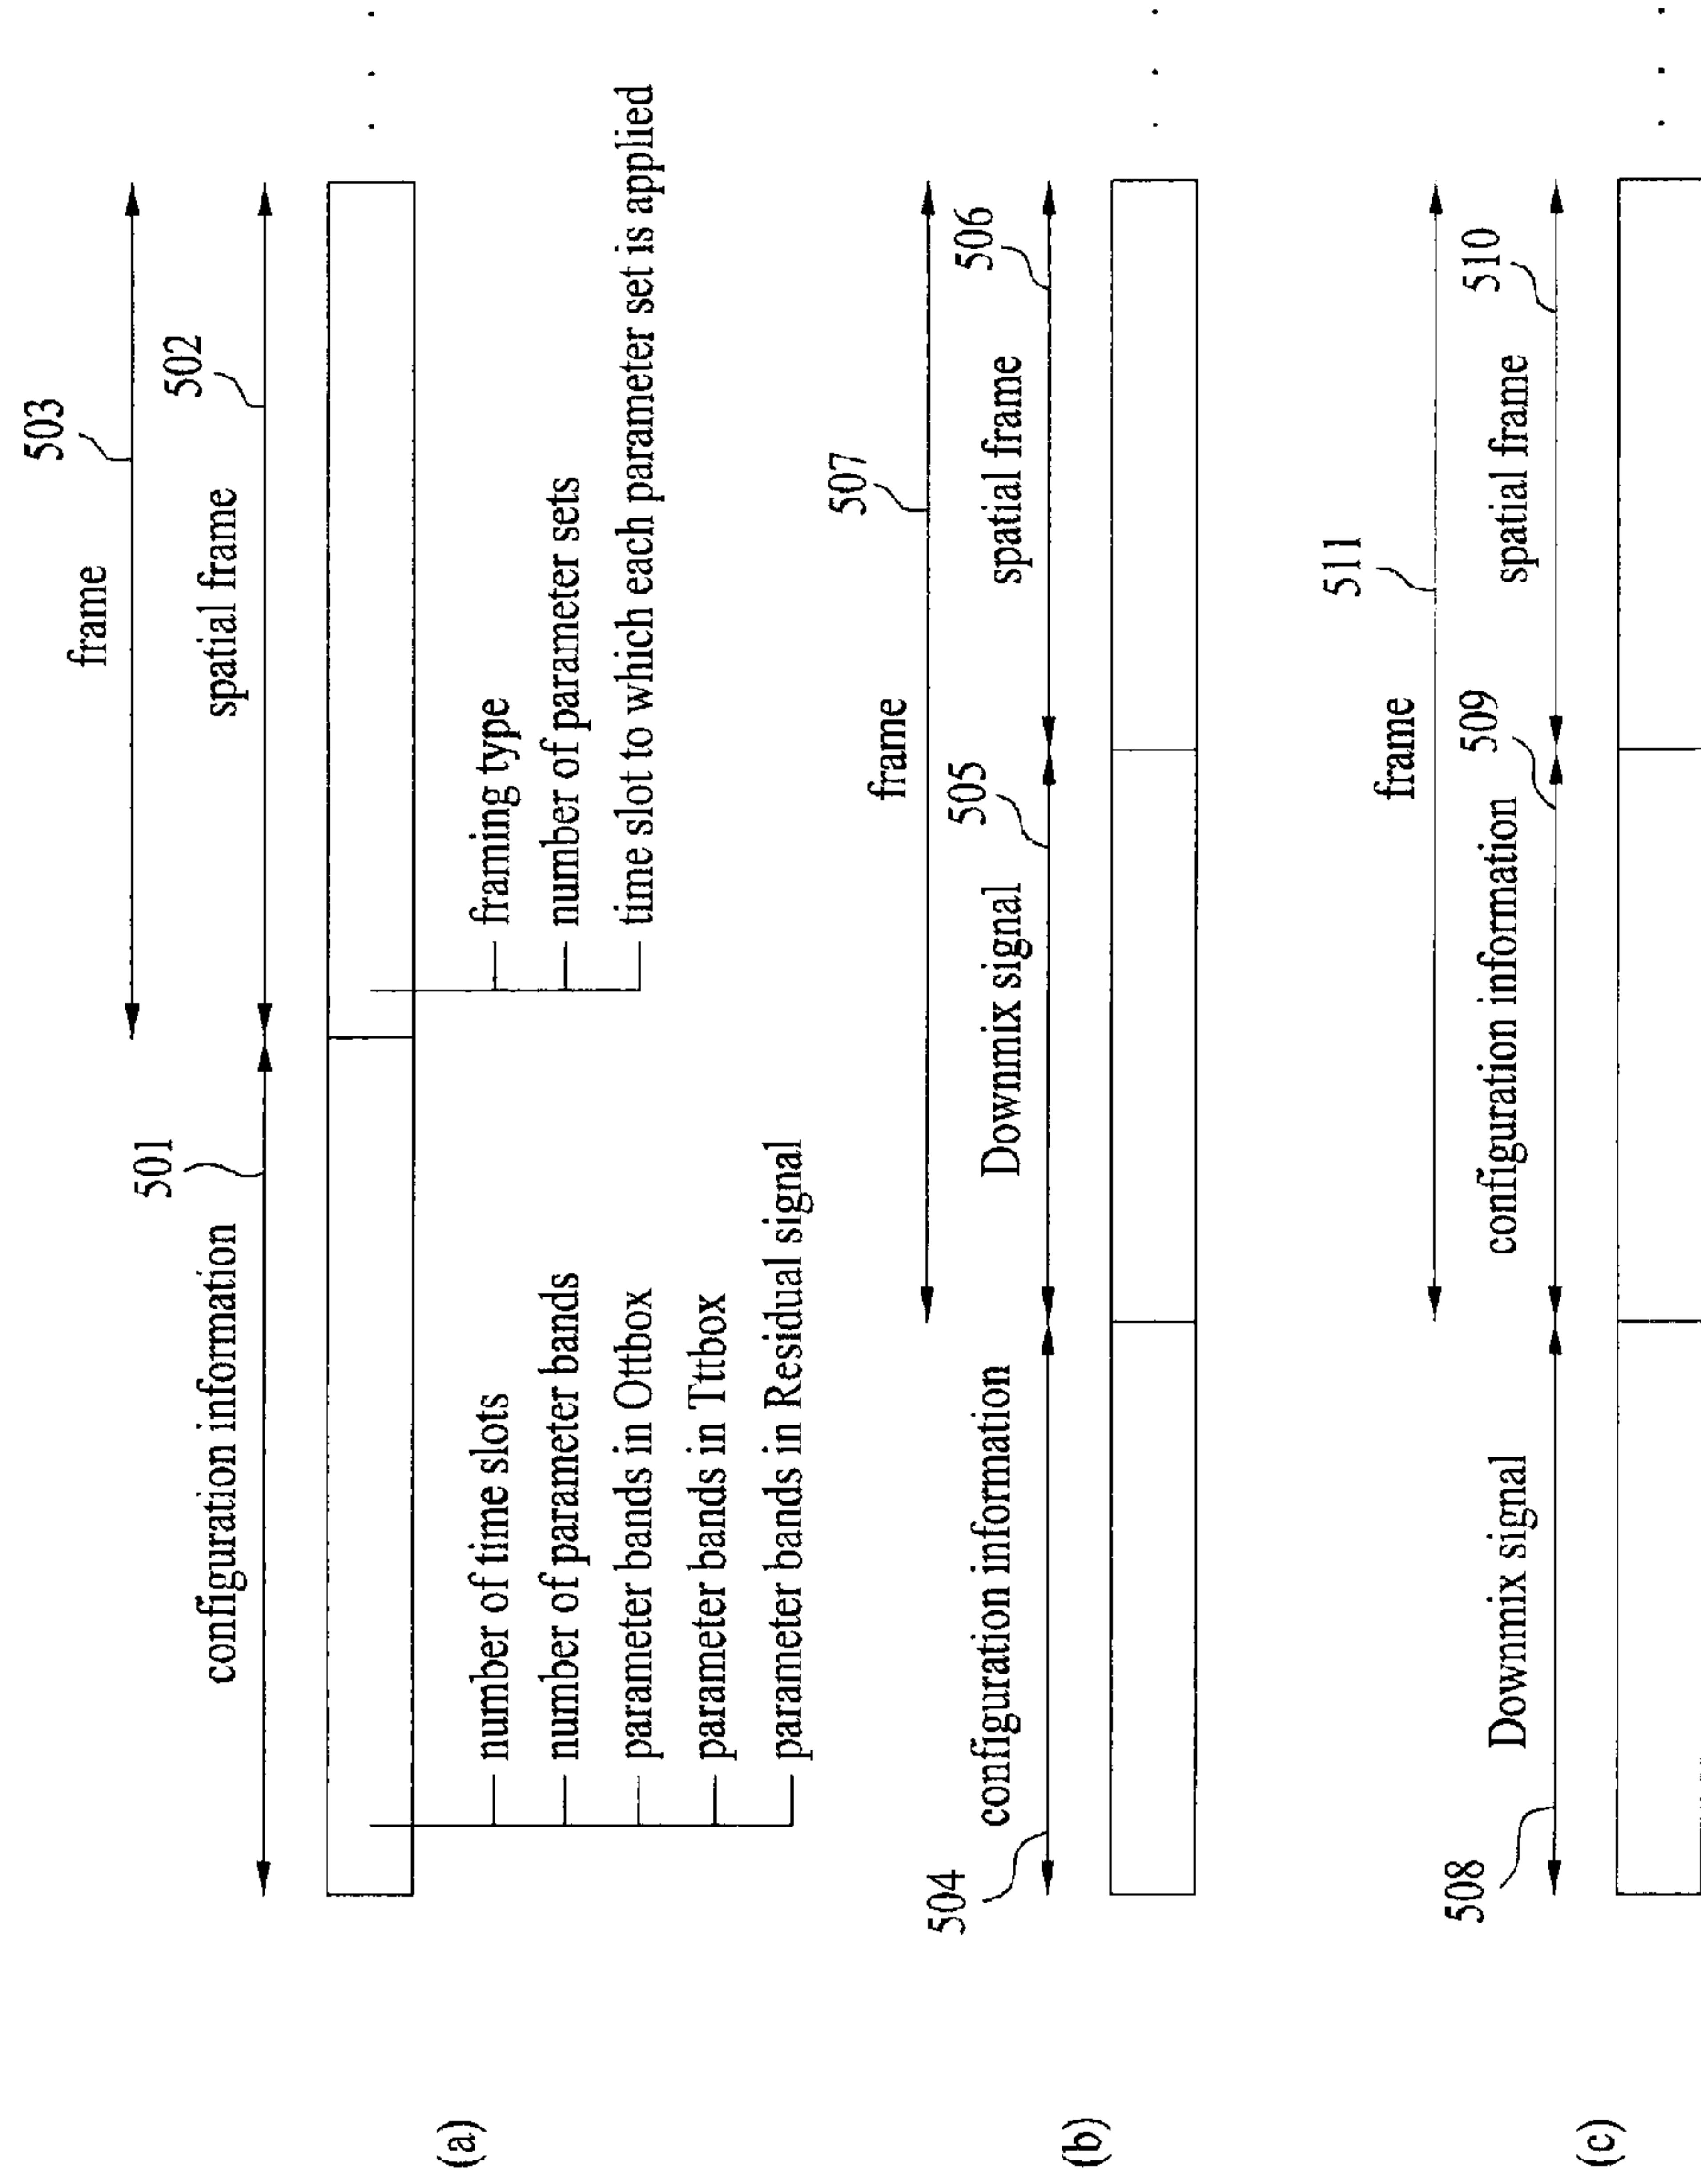 (a)
503
frame
501
502
configuration information
spatial frame
number of time slots
number of parameter bands
parameter bands in Ottbox
parameter bands in Tttbox
parameter bands in Residual signal
framing type
number of parameter sets
time slot to which each parameter set is applied
(b)
507
frame
504
505
506
configuration information
Downmix signal
spatial frame
(c)
511
frame
508
509
510
Downmix signal
configuration information
spatial frame